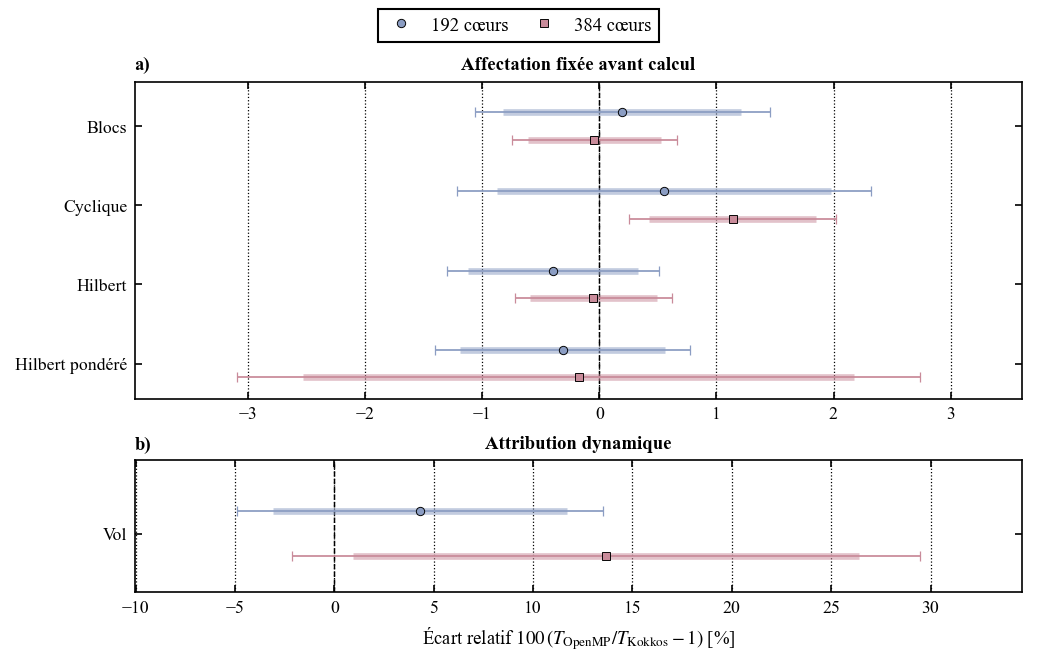 192 cœurs 384 cœurs
a) Affectation fixée avant calcul
Blocs
Cyclique
Hilbert
Hilbert pondéré
−3 −2 −1 0 1 2 3
b) Attribution dynamique
Vol
−10 −5 0 5 10 15 20 25 30
Écart relatif 100 (T_OpenMP/T_Kokkos − 1) [%]